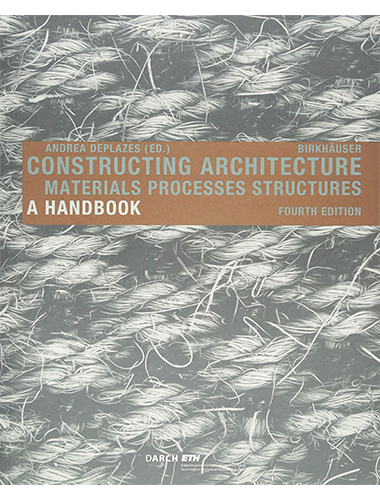 ANDREA DEPLAZES (ED.) BIRKHÄUSER
CONSTRUCTING ARCHITECTURE
MATERIALS PROCESSES STRUCTURES
A HANDBOOK FOURTH EDITION
DARCH ETH